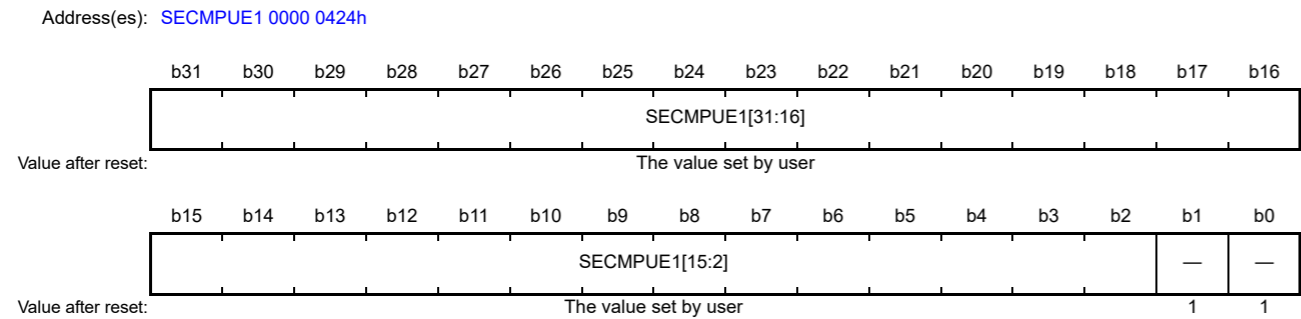 Address(es): SECMPUE1 0000 0424h
b31 b30 b29 b28 b27 b26 b25 b24 b23 b22 b21 b20 b19 b18 b17 b16
SECMPUE1[31:16]
Value after reset: The value set by user
b15 b14 b13 b12 b11 b10 b9 b8 b7 b6 b5 b4 b3 b2 b1 b0
SECMPUE1[15:2] — —
Value after reset: The value set by user 1 1